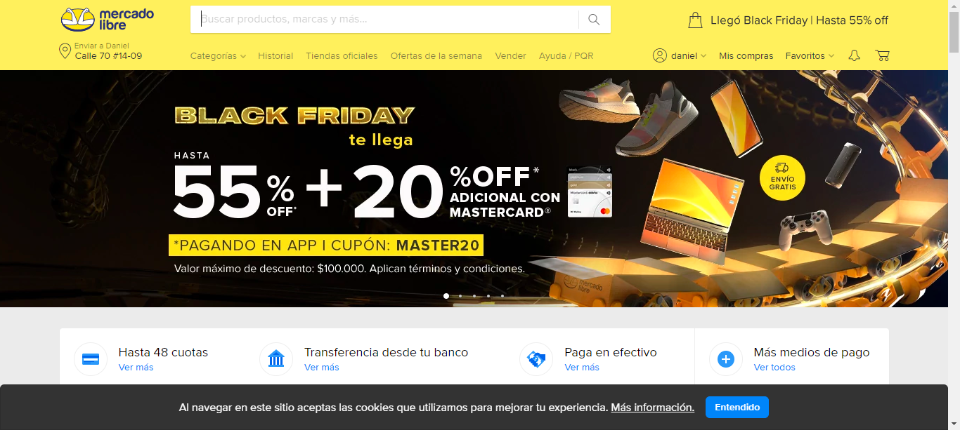 mercado
libre
Buscar productos, marcas y más...
Llegó Black Friday | Hasta 55% off
Enviar a Daniel
Calle 70 #14-09
Categorías
Historial
Tiendas oficiales
Ofertas de la semana
Vender
Ayuda / PQR
daniel
Mis compras
Favoritos
BLACK FRIDAY
te llega
HASTA
55% OFF* + 20 %OFF*
ADICIONAL CON
MASTERCARD®
ENVÍO
GRATIS
*PAGANDO EN APP I CUPÓN: MASTER20
Valor máximo de descuento: $100.000. Aplican términos y condiciones.
Hasta 48 cuotas
Ver más
Transferencia desde tu banco
Ver más
Paga en efectivo
Ver más
Más medios de pago
Ver todos
Al navegar en este sitio aceptas las cookies que utilizamos para mejorar tu experiencia. Más información.
Entendido